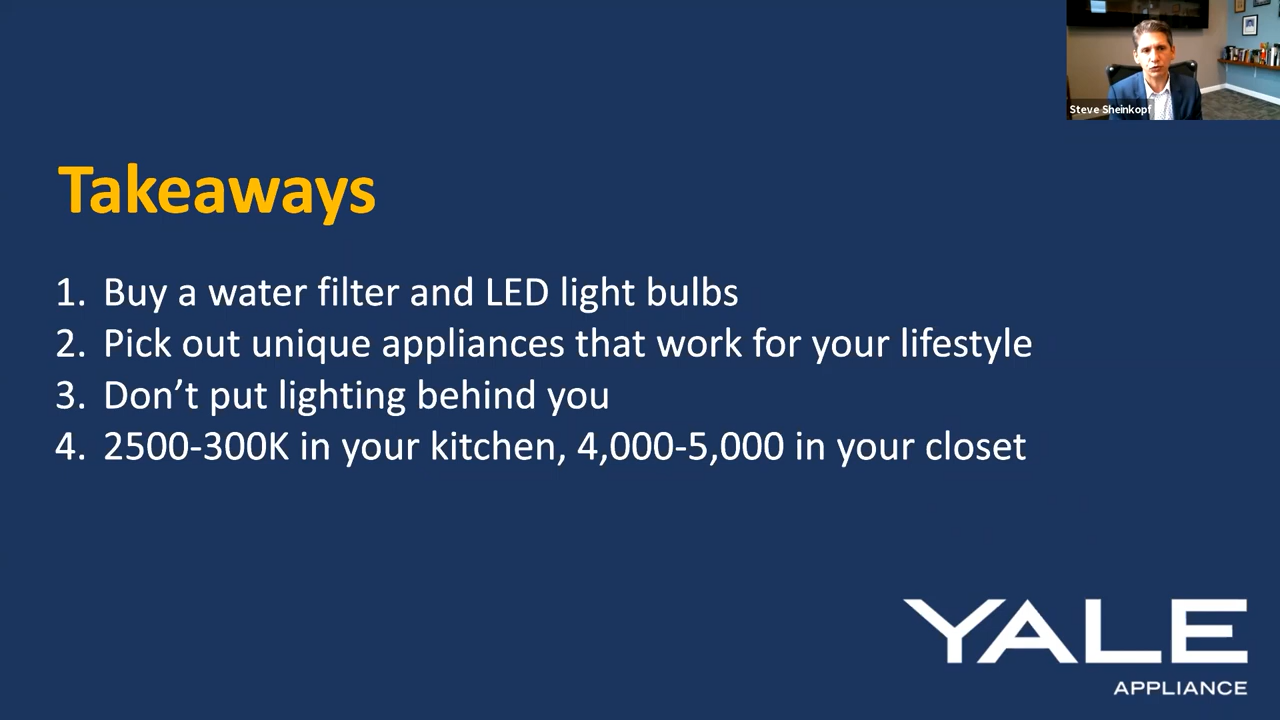 Steve Sheinkopf
Takeaways
1. Buy a water filter and LED light bulbs
2. Pick out unique appliances that work for your lifestyle
3. Don’t put lighting behind you
4. 2500-300K in your kitchen, 4,000-5,000 in your closet
YALE
APPLIANCE